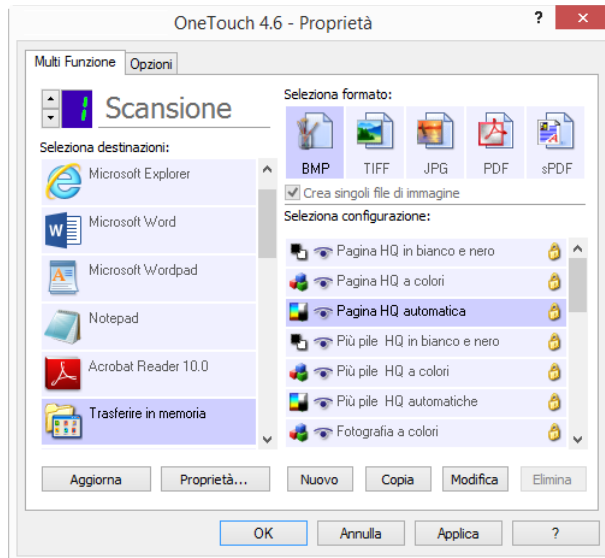 OneTouch 4.6 - Proprietà
?
Multi Funzione
Opzioni
1 Scansione
Seleziona destinazioni:
Microsoft Explorer
Microsoft Word
Microsoft Wordpad
Notepad
Acrobat Reader 10.0
Trasferire in memoria
Seleziona formato:
BMP TIFF JPG PDF sPDF
Crea singoli file di immagine
Seleziona configurazione:
Pagina HQ in bianco e nero
Pagina HQ a colori
Pagina HQ automatica
Più pile HQ in bianco e nero
Più pile HQ a colori
Più pile HQ automatiche
Fotografia a colori
Aggiorna Proprietà... Nuovo Copia Modifica Elimina
OK Annulla Applica ?